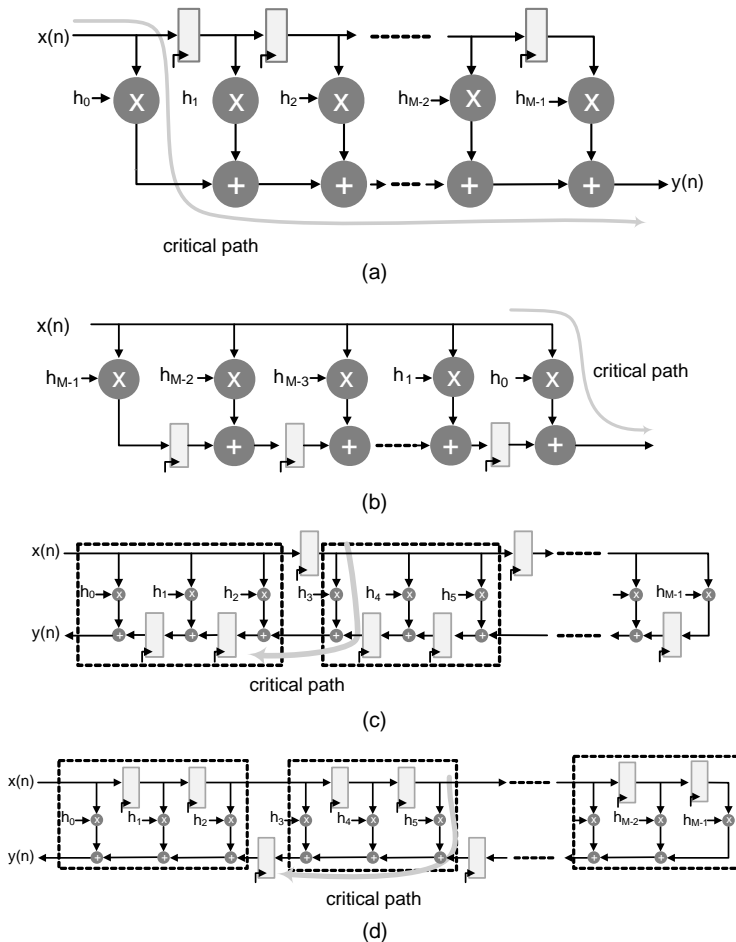 x(n)
h0 h1 h2 hM-2 hM-1
X X X X X
+ + + + y(n)
critical path
(a)
x(n)
critical path
hM-1 hM-2 hM-3 h1 h0
X X X X X
+ + + +
(b)
x(n)
h0 h1 h2 h3 h4 h5 hM-1
X X X X X X X X
y(n) + + + + + + +
critical path
(c)
x(n)
h0 h1 h2 h3 h4 h5 hM-2 hM-1
X X X X X X X X X
y(n) + + + + + + + +
critical path
(d)